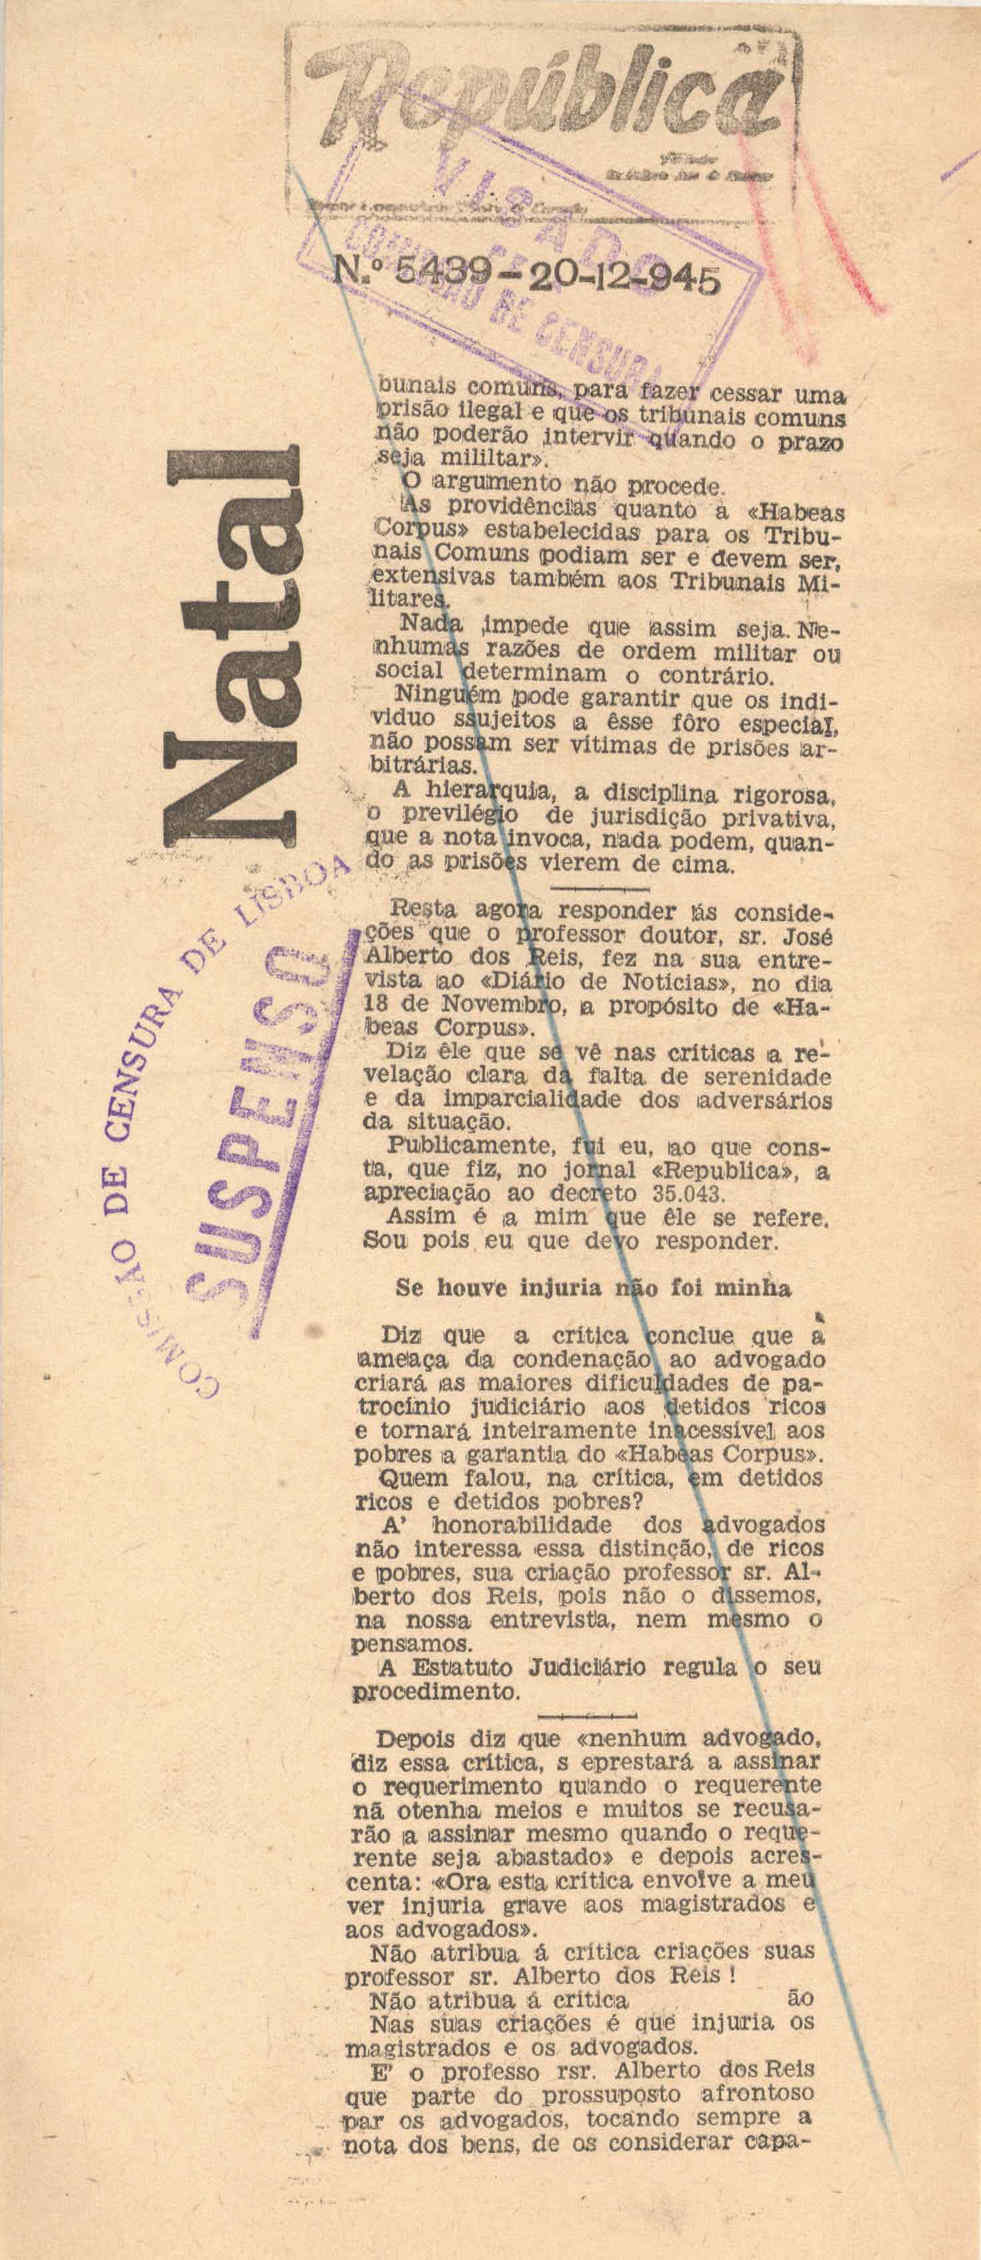 República
N.º 5439-20-12-945
VISADO
PELA
COMISSÃO DE CENSURA
Natal
COMISSÃO DE CENSURA DE LISBOA
SUSPENSO
bunais comuns, para fazer cessar uma
prisão ilegal e que os tribunais comuns
não poderão intervir quando o prazo
seja mililtar».
O argumento não procede.
As providências quanto a «Habeas
Corpus» estabelecidas para os Tribu-
nais Comuns podiam ser e devem ser,
extensivas também aos Tribunais Mi-
litares.
Nada impede que assim seja. Ne-
nhumas razões de ordem militar ou
social determinam o contrário.
Ninguém pode garantir que os indi-
viduo ssujeitos a êsse fôro especial,
não possam ser vitimas de prisões ar-
bitrárias.
A hierarquia, a disciplina rigorosa,
o previlégio de jurisdição privativa,
que a nota invoca, nada podem, quan-
do as prisões vierem de cima.
Resta agora responder ás conside-
ções que o professor doutor, sr. José
Alberto dos Reis, fez na sua entre-
vista ao «Diário de Noticias», no dia
18 de Novembro, a propósito de «Ha-
beas Corpus».
Diz êle que se vê nas criticas a re-
velação clara da falta de serenidade
e da imparcialidade dos adversários
da situação.
Publicamente, fui eu, ao que cons-
ta, que fiz, no jornal «Republica», a
apreciação ao decreto 35.043.
Assim é a mim que êle se refere.
Sou pois eu que devo responder.
Se houve injuria não foi minha
Diz que a critica conclue que à
ameaça da condenação ao advogado
criará as maiores dificuldades de pa-
trocínio judiciário aos detidos ricos
e tornará inteiramente inacessivel aos
pobres a garantia do «Habeas Corpus».
Quem falou, na crítica, em detidos
ricos e detidos pobres?
A' honorabilidade dos advogados
não interessa essa distinção, de ricos
e pobres, sua criação professor sr. Al-
berto dos Reis, pois não o dissemos,
na nossa entrevista, nem mesmo o
pensamos.
A Estatuto Judiciário regula o seu
procedimento.
Depois diz que «nenhum advogado,
diz essa crítica, s eprestará a assinar
o requerimento quando o requerente
nã otenha meios e muitos se recusa-
rão a assinar mesmo quando o reque-
rente seja abastado» e depois acres-
centa: «Ora esta critica envolve a meu
ver injuria grave aos magistrados e
aos advogados».
Não atribua á crítica criações suas
professor sr. Alberto dos Reis !
Não atribua á critica ão
Nas suas criações é que injuria os
magistrados e os advogados.
E' o professo rsr. Alberto dos Reis
que parte do prossuposto afrontoso
par os advogados, tocando sempre a
nota dos bens, de os considerar capa-